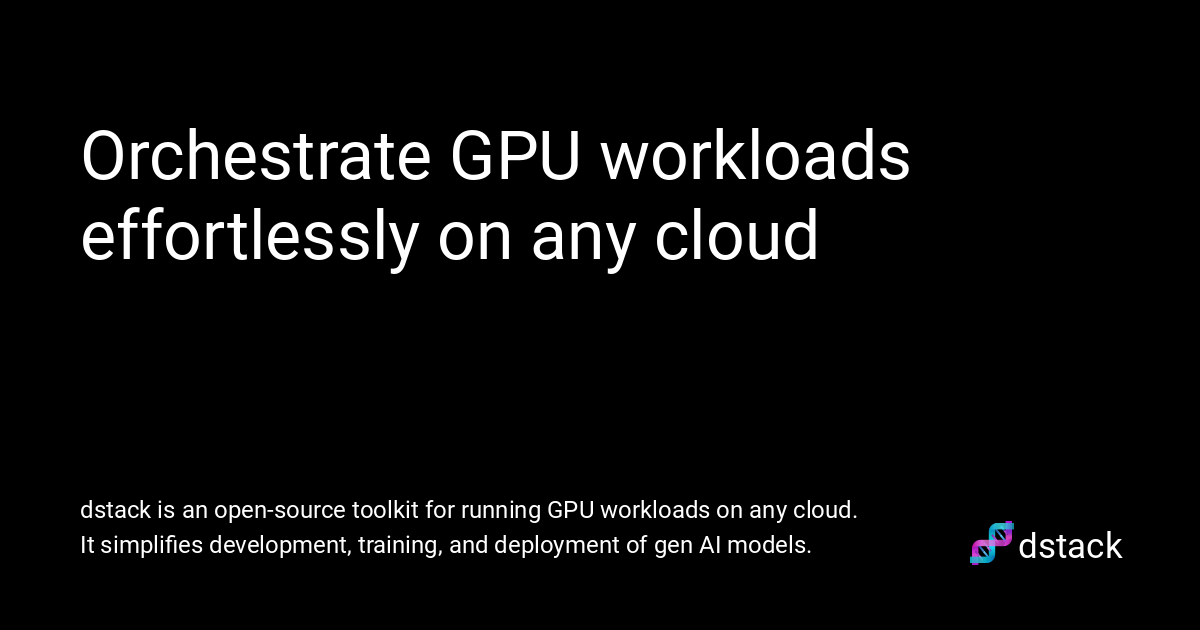 Orchestrate GPU workloads
effortlessly on any cloud
dstack is an open-source toolkit for running GPU workloads on any cloud.
It simplifies development, training, and deployment of gen AI models.
dstack